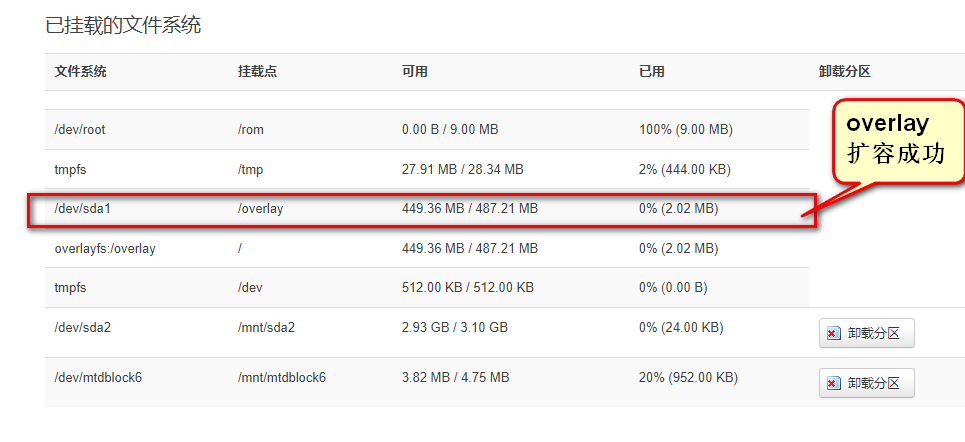 已挂载的文件系统
文件系统 挂载点 可用 已用 卸载分区
/dev/root /rom 0.00 B / 9.00 MB 100% (9.00 MB)
tmpfs /tmp 27.91 MB / 28.34 MB 2% (444.00 KB)
/dev/sda1 /overlay 449.36 MB / 487.21 MB 0% (2.02 MB)
overlayfs:/overlay / 449.36 MB / 487.21 MB 0% (2.02 MB)
tmpfs /dev 512.00 KB / 512.00 KB 0% (0.00 B)
/dev/sda2 /mnt/sda2 2.93 GB / 3.10 GB 0% (24.00 KB) 卸载分区
/dev/mtdblock6 /mnt/mtdblock6 3.82 MB / 4.75 MB 20% (952.00 KB) 卸载分区
overlay
扩容成功